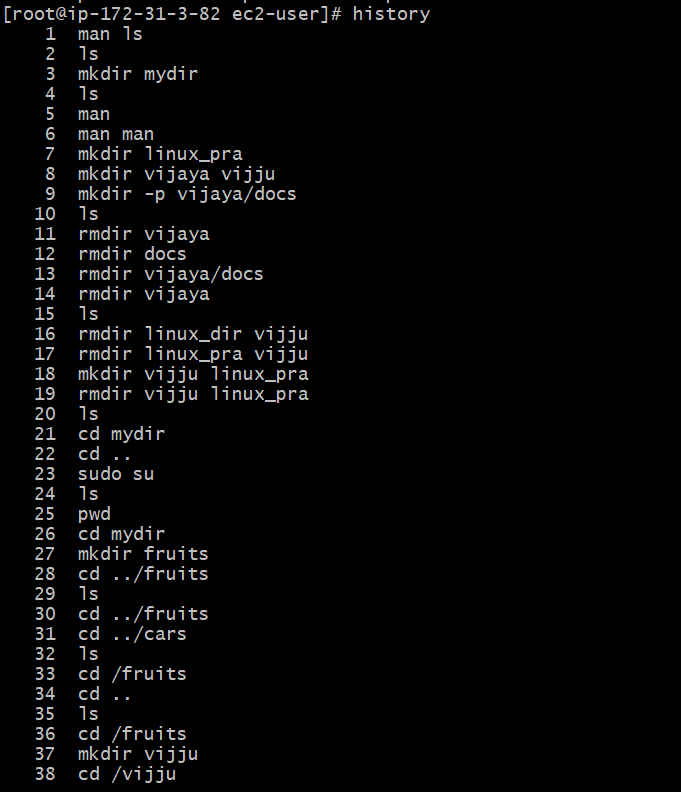 [root@ip-172-31-3-82 ec2-user]# history
1 man ls
2 ls
3 mkdir mydir
4 ls
5 man
6 man man
7 mkdir linux_pra
8 mkdir vijaya vijju
9 mkdir -p vijaya/docs
10 ls
11 rmdir vijaya
12 rmdir docs
13 rmdir vijaya/docs
14 rmdir vijaya
15 ls
16 rmdir linux_dir vijju
17 rmdir linux_pra vijju
18 mkdir vijju linux_pra
19 rmdir vijju linux_pra
20 ls
21 cd mydir
22 cd ..
23 sudo su
24 ls
25 pwd
26 cd mydir
27 mkdir fruits
28 cd ../fruits
29 ls
30 cd ../fruits
31 cd ../cars
32 ls
33 cd /fruits
34 cd ..
35 ls
36 cd /fruits
37 mkdir vijju
38 cd /vijju